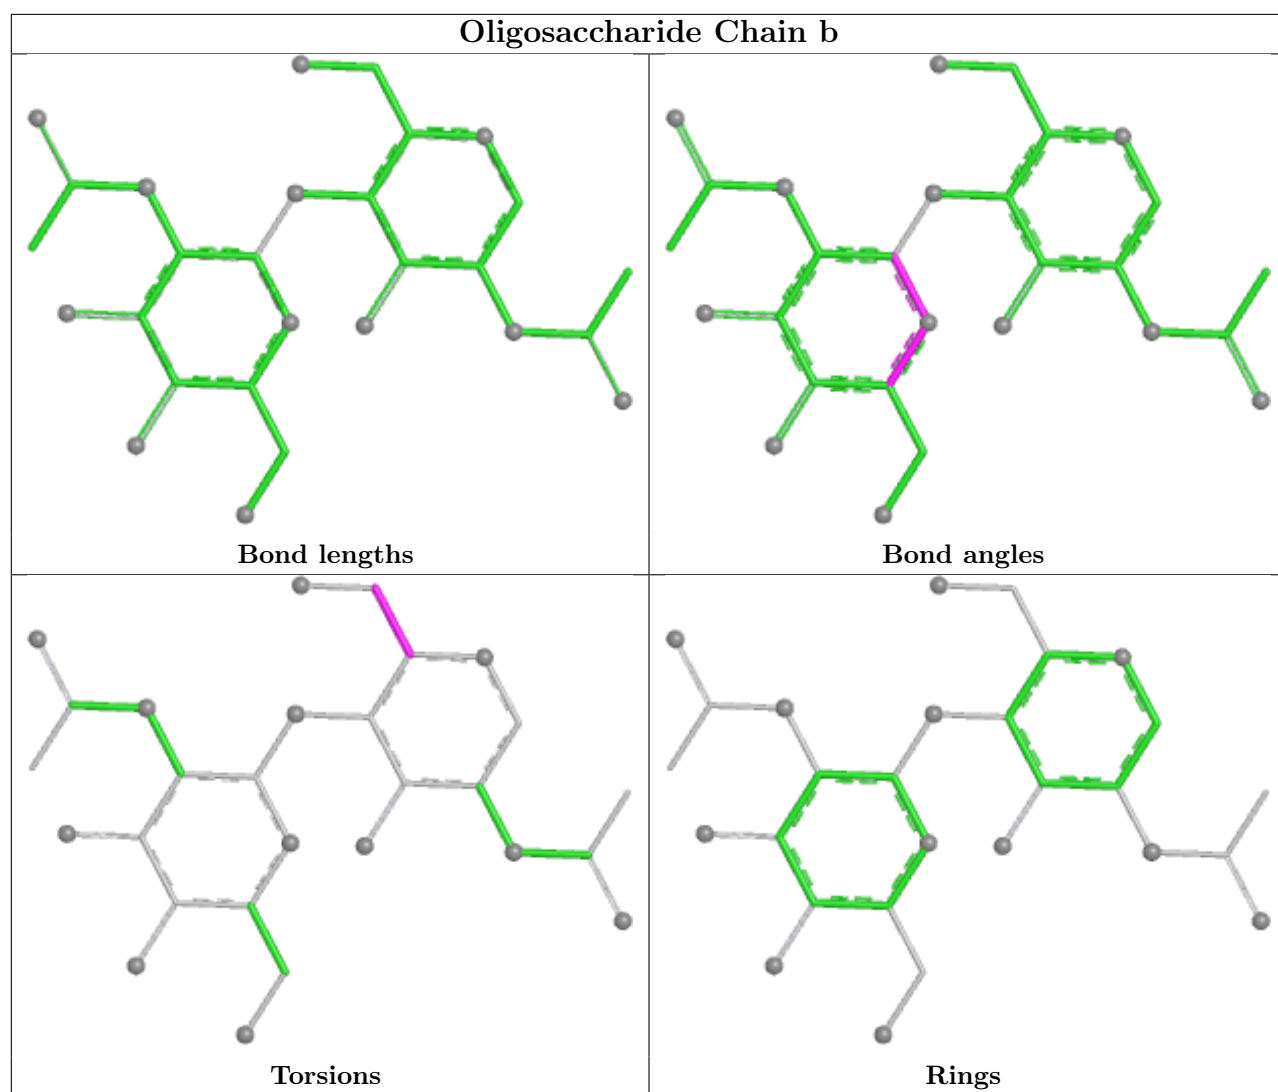 Oligosaccharide Chain b
Bond lengths
Bond angles
Torsions
Rings